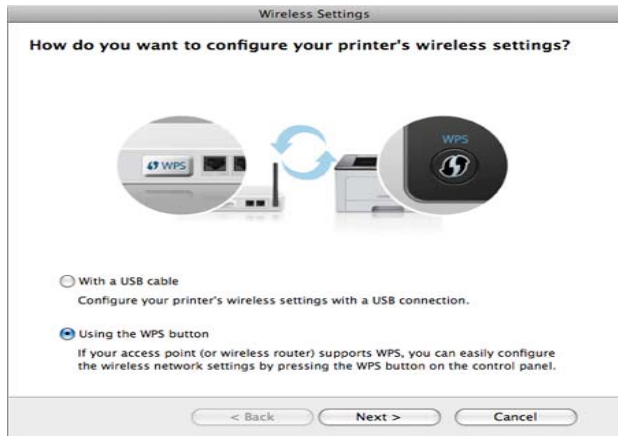 Wireless Settings
How do you want to configure your printer's wireless settings?
WPS
WPS
With a USB cable
Configure your printer's wireless settings with a USB connection.
Using the WPS button
If your access point (or wireless router) supports WPS, you can easily configure
the wireless network settings by pressing the WPS button on the control panel.
< Back Next > Cancel